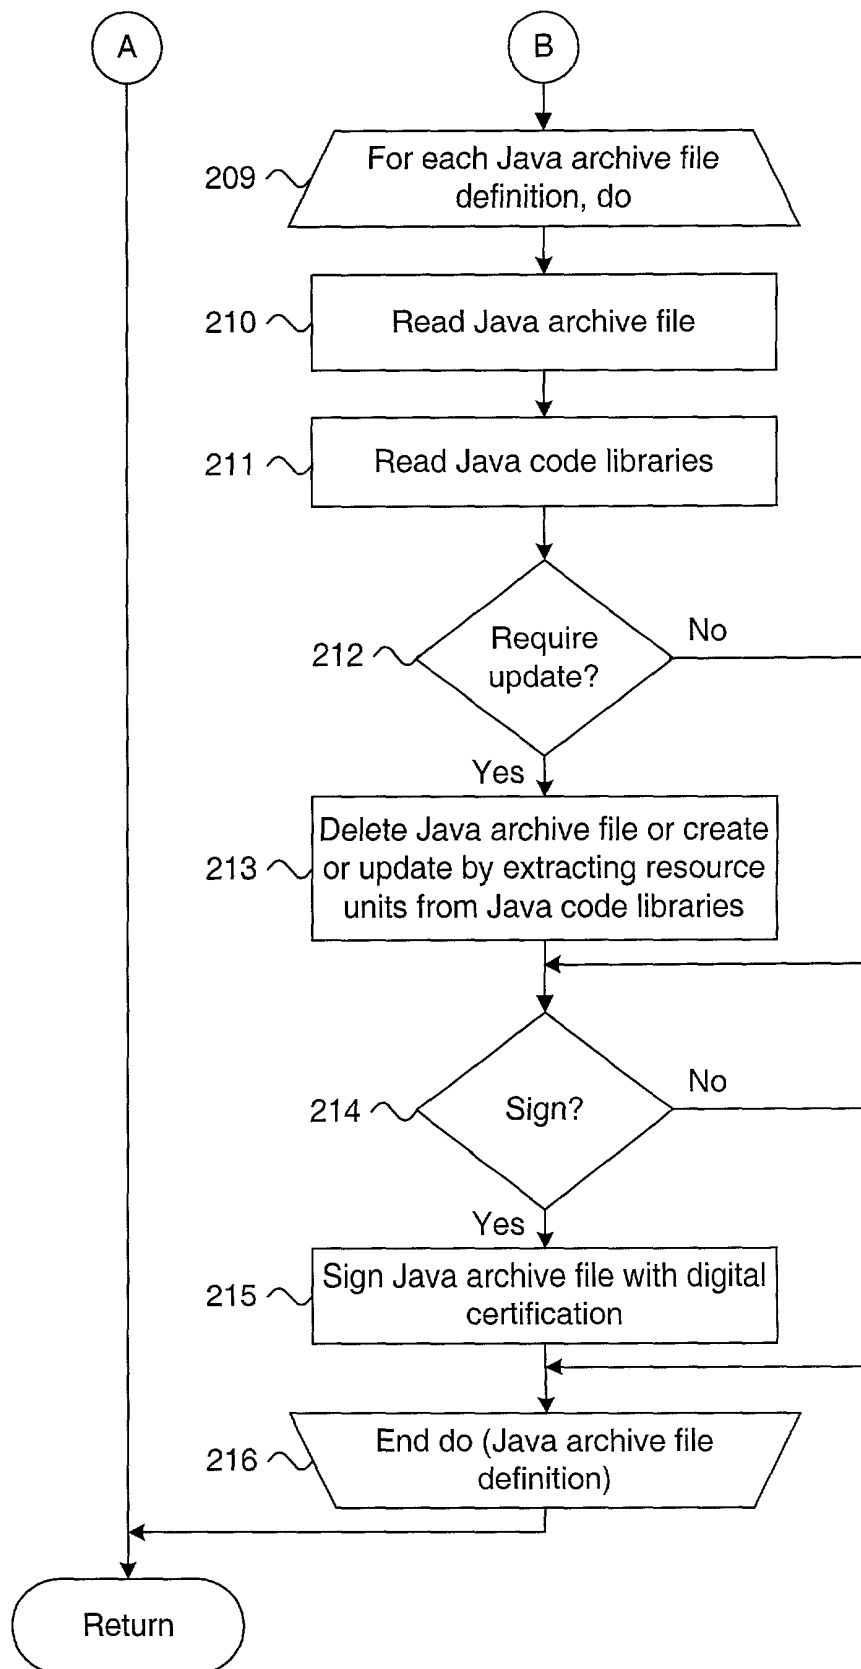 A
B
209
For each Java archive file
definition, do
210
Read Java archive file
211
Read Java code libraries
212
Require
update?
No
Yes
213
Delete Java archive file or create
or update by extracting resource
units from Java code libraries
214
Sign?
No
Yes
215
Sign Java archive file with digital
certification
216
End do (Java archive file
definition)
Return